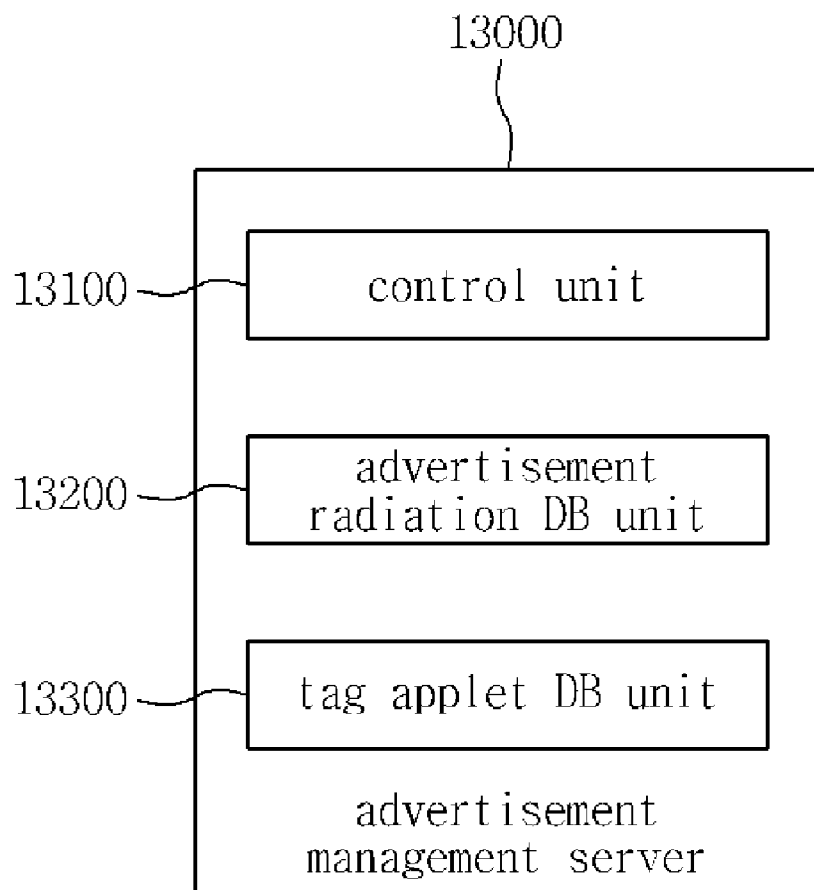 13000
13100
control unit
13200
advertisement
radiation DB unit
13300
tag applet DB unit
advertisement
management server